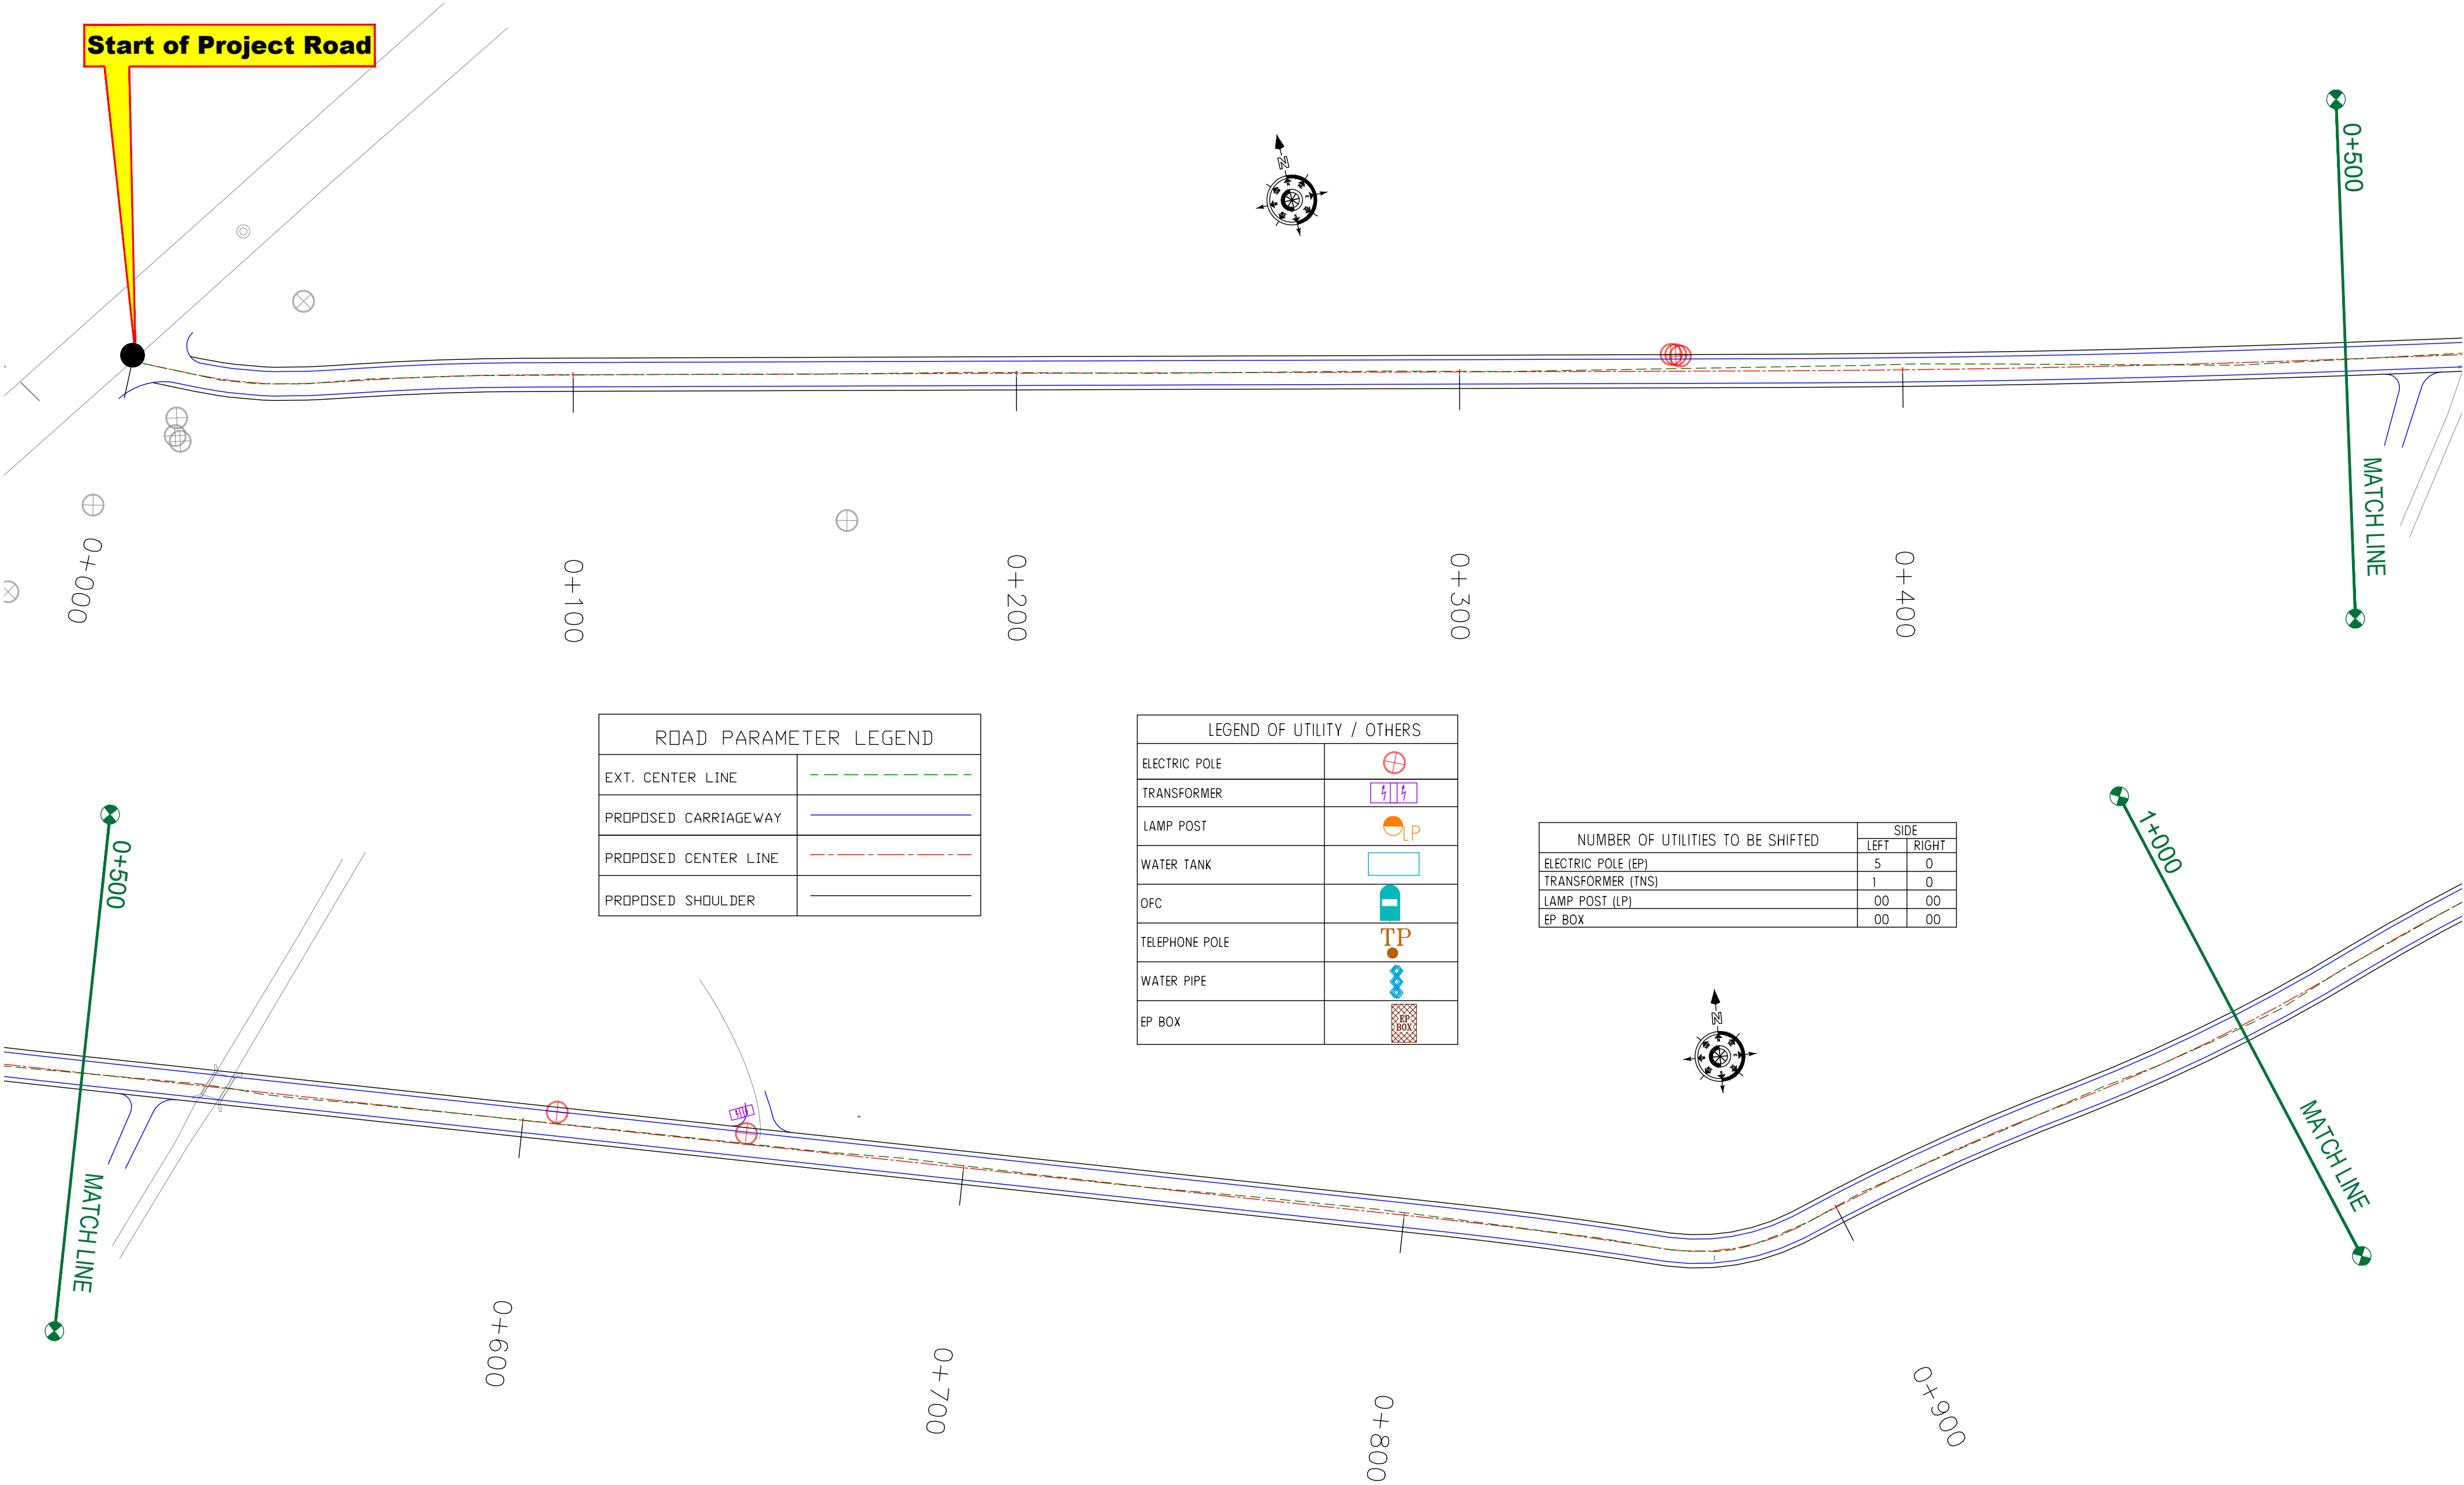 Start of Project Road
N
0+500
MATCH LINE
0+000
0+100
0+200
0+300
0+400
ROAD PARAMETER LEGEND
EXT. CENTER LINE
PROPOSED CARRIAGEWAY
PROPOSED CENTER LINE
PROPOSED SHOULDER
LEGEND OF UTILITY / OTHERS
ELECTRIC POLE
TRANSFORMER
LAMP POST LP
WATER TANK
OFC
TELEPHONE POLE TP
WATER PIPE
EP BOX EP
BOX
NUMBER OF UTILITIES TO BE SHIFTED SIDE
LEFT RIGHT
ELECTRIC POLE (EP) 5 0
TRANSFORMER (TNS) 1 0
LAMP POST (LP) 00 00
EP BOX 00 00
0+500
MATCH LINE
N
1+000
MATCH LINE
0+600
0+700
0+800
0+900